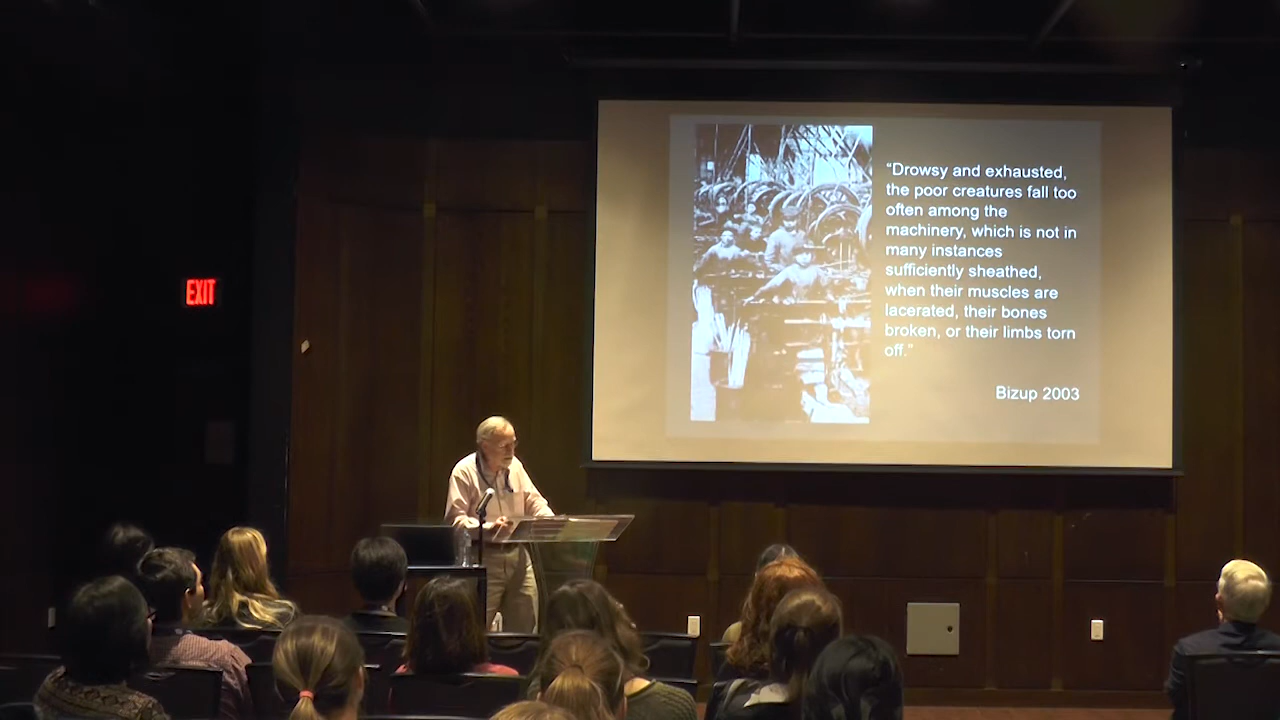 EXIT
“Drowsy and exhausted,
the poor creatures fall too
often among the
machinery, which is not in
many instances
sufficiently sheathed,
when their muscles are
lacerated, their bones
broken, or their limbs torn
off.”
Bizup 2003